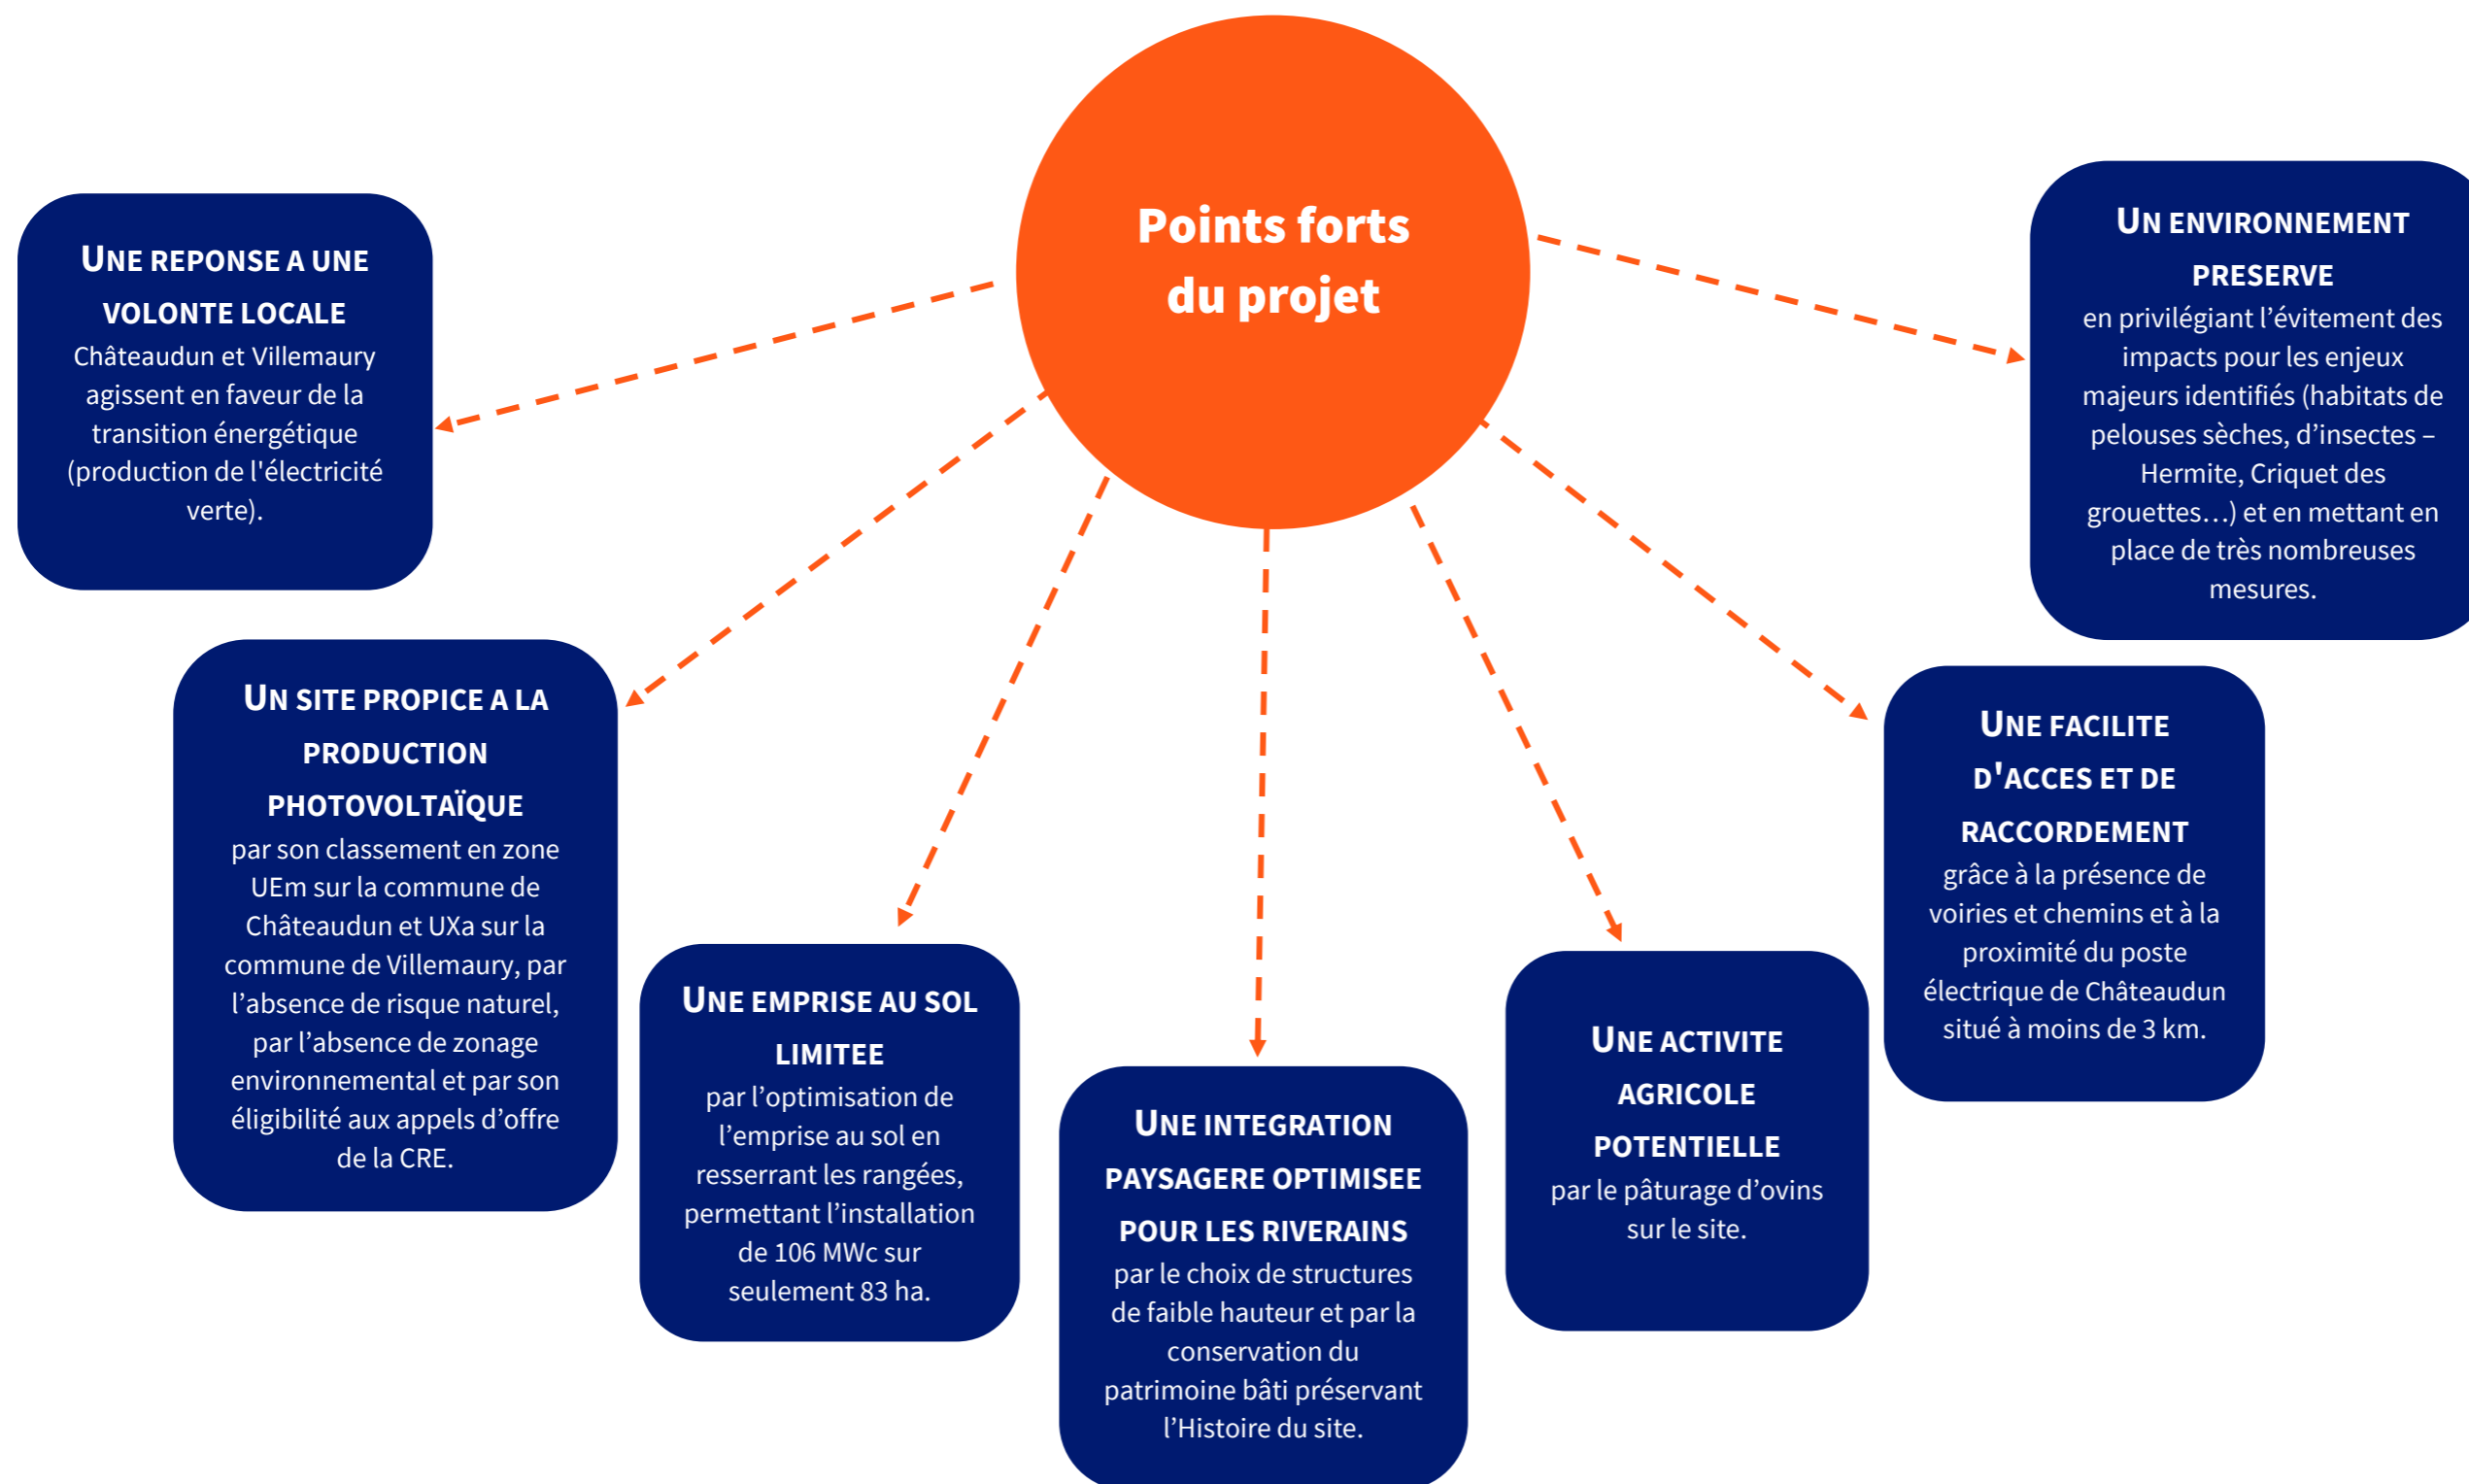 Points forts
du projet
UNE REPONSE A UNE
VOLONTE LOCALE
Châteaudun et Villemaury
agissent en faveur de la
transition énergétique
(production de l'électricité
verte).
UN SITE PROPICE A LA
PRODUCTION
PHOTOVOLTAÏQUE
par son classement en zone
UEm sur la commune de
Châteaudun et UXa sur la
commune de Villemaury, par
l’absence de risque naturel,
par l’absence de zonage
environnemental et par son
éligibilité aux appels d’offre
de la CRE.
UNE EMPRISE AU SOL
LIMITEE
par l’optimisation de
l’emprise au sol en
resserrant les rangées,
permettant l’installation
de 106 MWc sur
seulement 83 ha.
UNE INTEGRATION
PAYSAGERE OPTIMISEE
POUR LES RIVERAINS
par le choix de structures
de faible hauteur et par la
conservation du
patrimoine bâti préservant
l’Histoire du site.
UNE ACTIVITE
AGRICOLE
POTENTIELLE
par le pâturage d’ovins
sur le site.
UNE FACILITE
D'ACCES ET DE
RACCORDEMENT
grâce à la présence de
voiries et chemins et à la
proximité du poste
électrique de Châteaudun
situé à moins de 3 km.
UN ENVIRONNEMENT
PRESERVE
en privilégiant l’évitement des
impacts pour les enjeux
majeurs identifiés (habitats de
pelouses sèches, d’insectes –
Hermite, Criquet des
grouettes…) et en mettant en
place de très nombreuses
mesures.